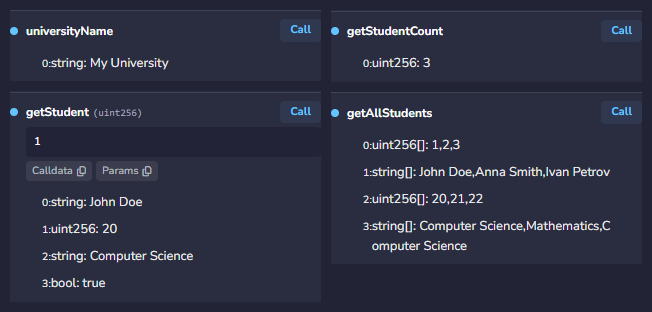 universityName
Call
0:string: My University
getStudent (uint256)
Call
1
Calldata
Params
0:string: John Doe
1:uint256: 20
2:string: Computer Science
3:bool: true
getStudentCount
Call
0:uint256: 3
getAllStudents
Call
0:uint256[]: 1,2,3
1:string[]: John Doe,Anna Smith,Ivan Petrov
2:uint256[]: 20,21,22
3:string[]: Computer Science,Mathematics,C
omputer Science